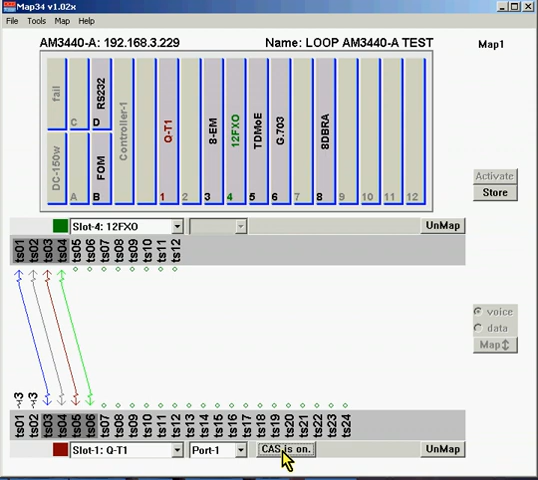 Map34 v1.02x
File Tools Map Help
AM3440-A: 192.168.3.229 Name: LOOP AM3440-A TEST
Map1
fail
DC-150w
C
A
D RS232
B FOM
Controller-1
1 Q-T1
2
3 8-EM
4 12FXO
5 TDMoE
6 G.703
7
8 8DBRA
9
10
11
12
Activate
Store
Slot-4: 12FXO UnMap
ts01 ts02 ts03 ts04 ts05 ts06 ts07 ts08 ts09 ts10 ts11 ts12
voice
data
Map
3 3
ts01 ts02 ts03 ts04 ts05 ts06 ts07 ts08 ts09 ts10 ts11 ts12 ts13 ts14 ts15 ts16 ts17 ts18 ts19 ts20 ts21 ts22 ts23 ts24
Slot-1: Q-T1 Port-1 CAS is on. UnMap